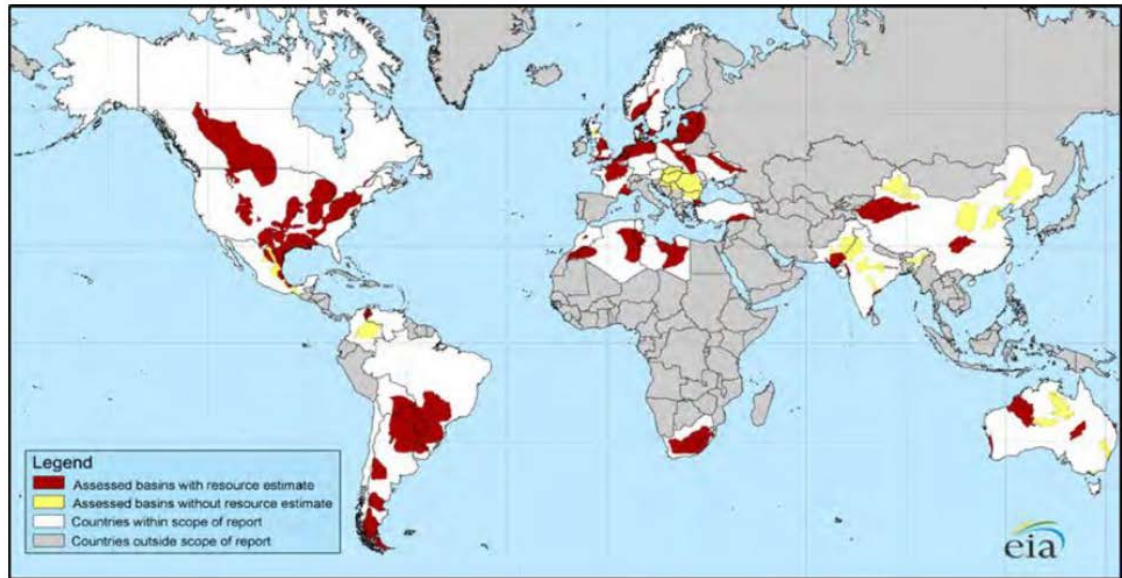 Legend
Assessed basins with resource estimate
Assessed basins without resource estimate
Countries within scope of report
Countries outside scope of report
eia